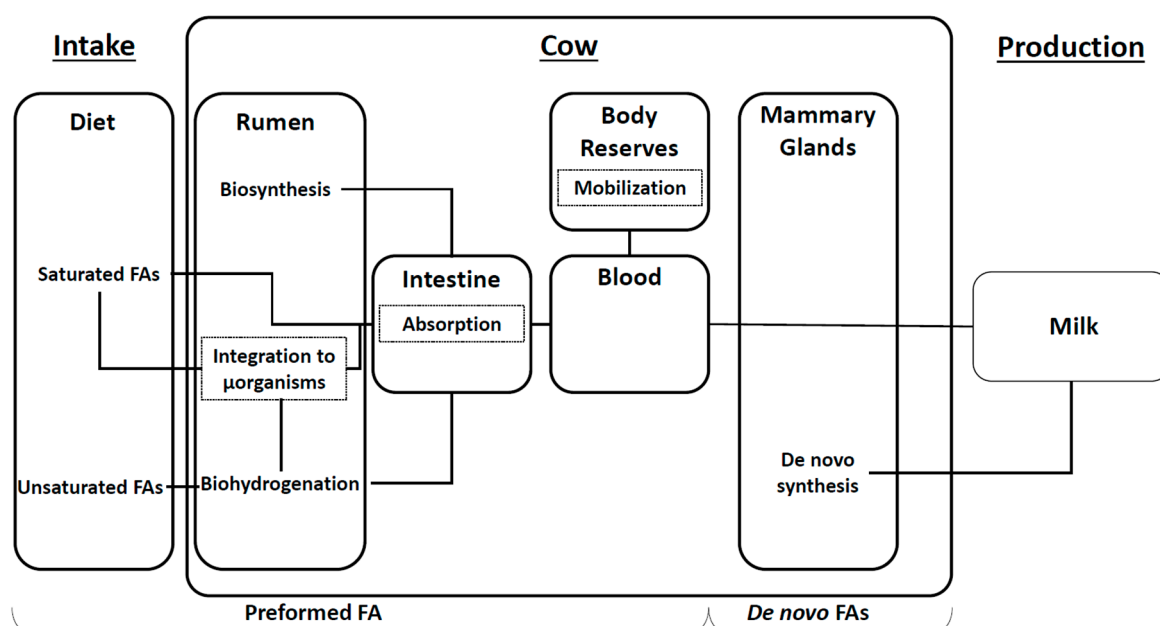 Intake
Cow
Production
Diet
Rumen
Body
Reserves
Mammary
Glands
Biosynthesis
Mobilization
Saturated FAs
Intestine
Blood
Absorption
Milk
Integration to
μorganisms
De novo
synthesis
Unsaturated FAs
Biohydrogenation
Preformed FA
De novo FAs